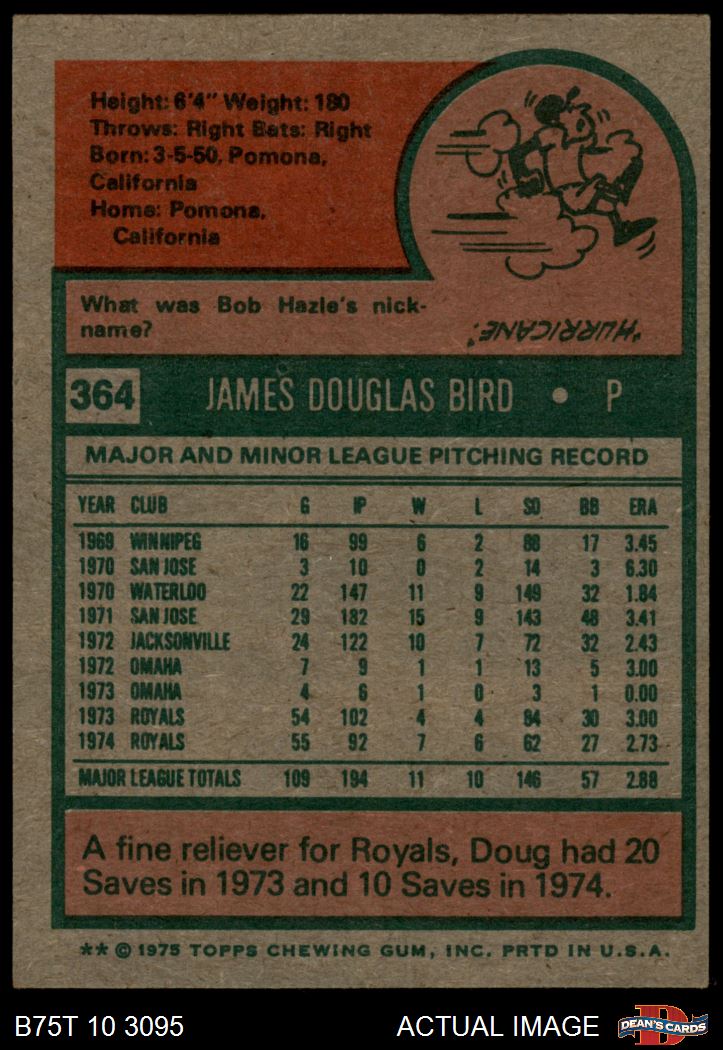 Height: 6'4" Weight: 180
Throws: Right Bats: Right
Born: 3-5-50, Pomona,
California
Home: Pomona,
California
What was Bob Hazle's nick-
name?
"HURRICANE."
364 JAMES DOUGLAS BIRD • P
MAJOR AND MINOR LEAGUE PITCHING RECORD
YEAR CLUB G IP W L SO BB ERA
1969 WINNIPEG 16 99 6 2 88 17 3.45
1970 SAN JOSE 3 10 0 2 14 3 6.30
1970 WATERLOO 22 147 11 9 149 32 1.84
1971 SAN JOSE 29 182 15 9 143 48 3.41
1972 JACKSONVILLE 24 122 10 7 72 32 2.43
1972 OMAHA 7 9 1 1 13 5 3.00
1973 OMAHA 4 6 1 0 3 1 0.00
1973 ROYALS 54 102 4 4 84 30 3.00
1974 ROYALS 55 92 7 6 62 27 2.73
MAJOR LEAGUE TOTALS 109 194 11 10 146 57 2.88
A fine reliever for Royals, Doug had 20
Saves in 1973 and 10 Saves in 1974.
** © 1975 TOPPS CHEWING GUM, INC. PRTD IN U.S.A.
B75T 10 3095 ACTUAL IMAGE D DEAN'S CARDS